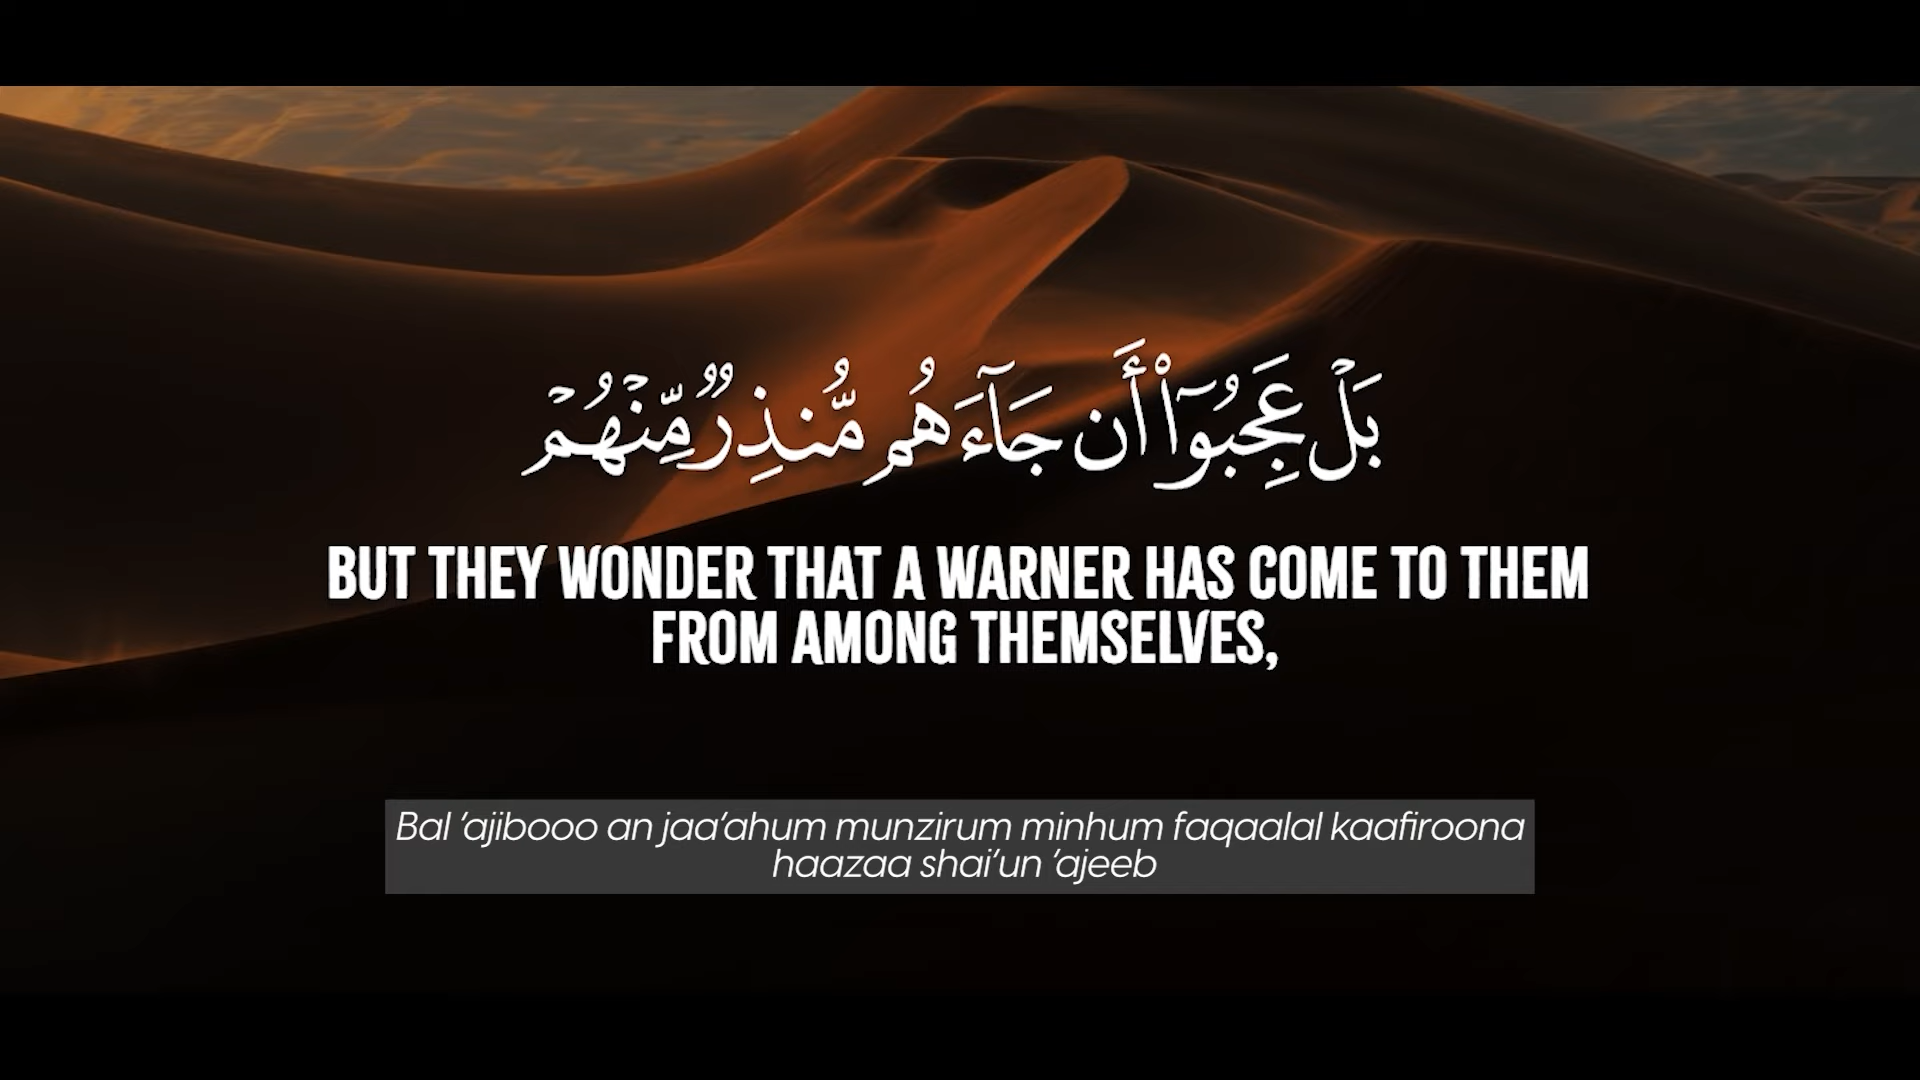 بَلْ عَجِبُوٓا۟ أَن جَآءَهُم مُّنذِرٌ مِّنْهُمْ
BUT THEY WONDER THAT A WARNER HAS COME TO THEM
FROM AMONG THEMSELVES,
Bal 'ajibooo an jaa'ahum munzirum minhum faqaalal kaafiroona
haazaa shai'un 'ajeeb